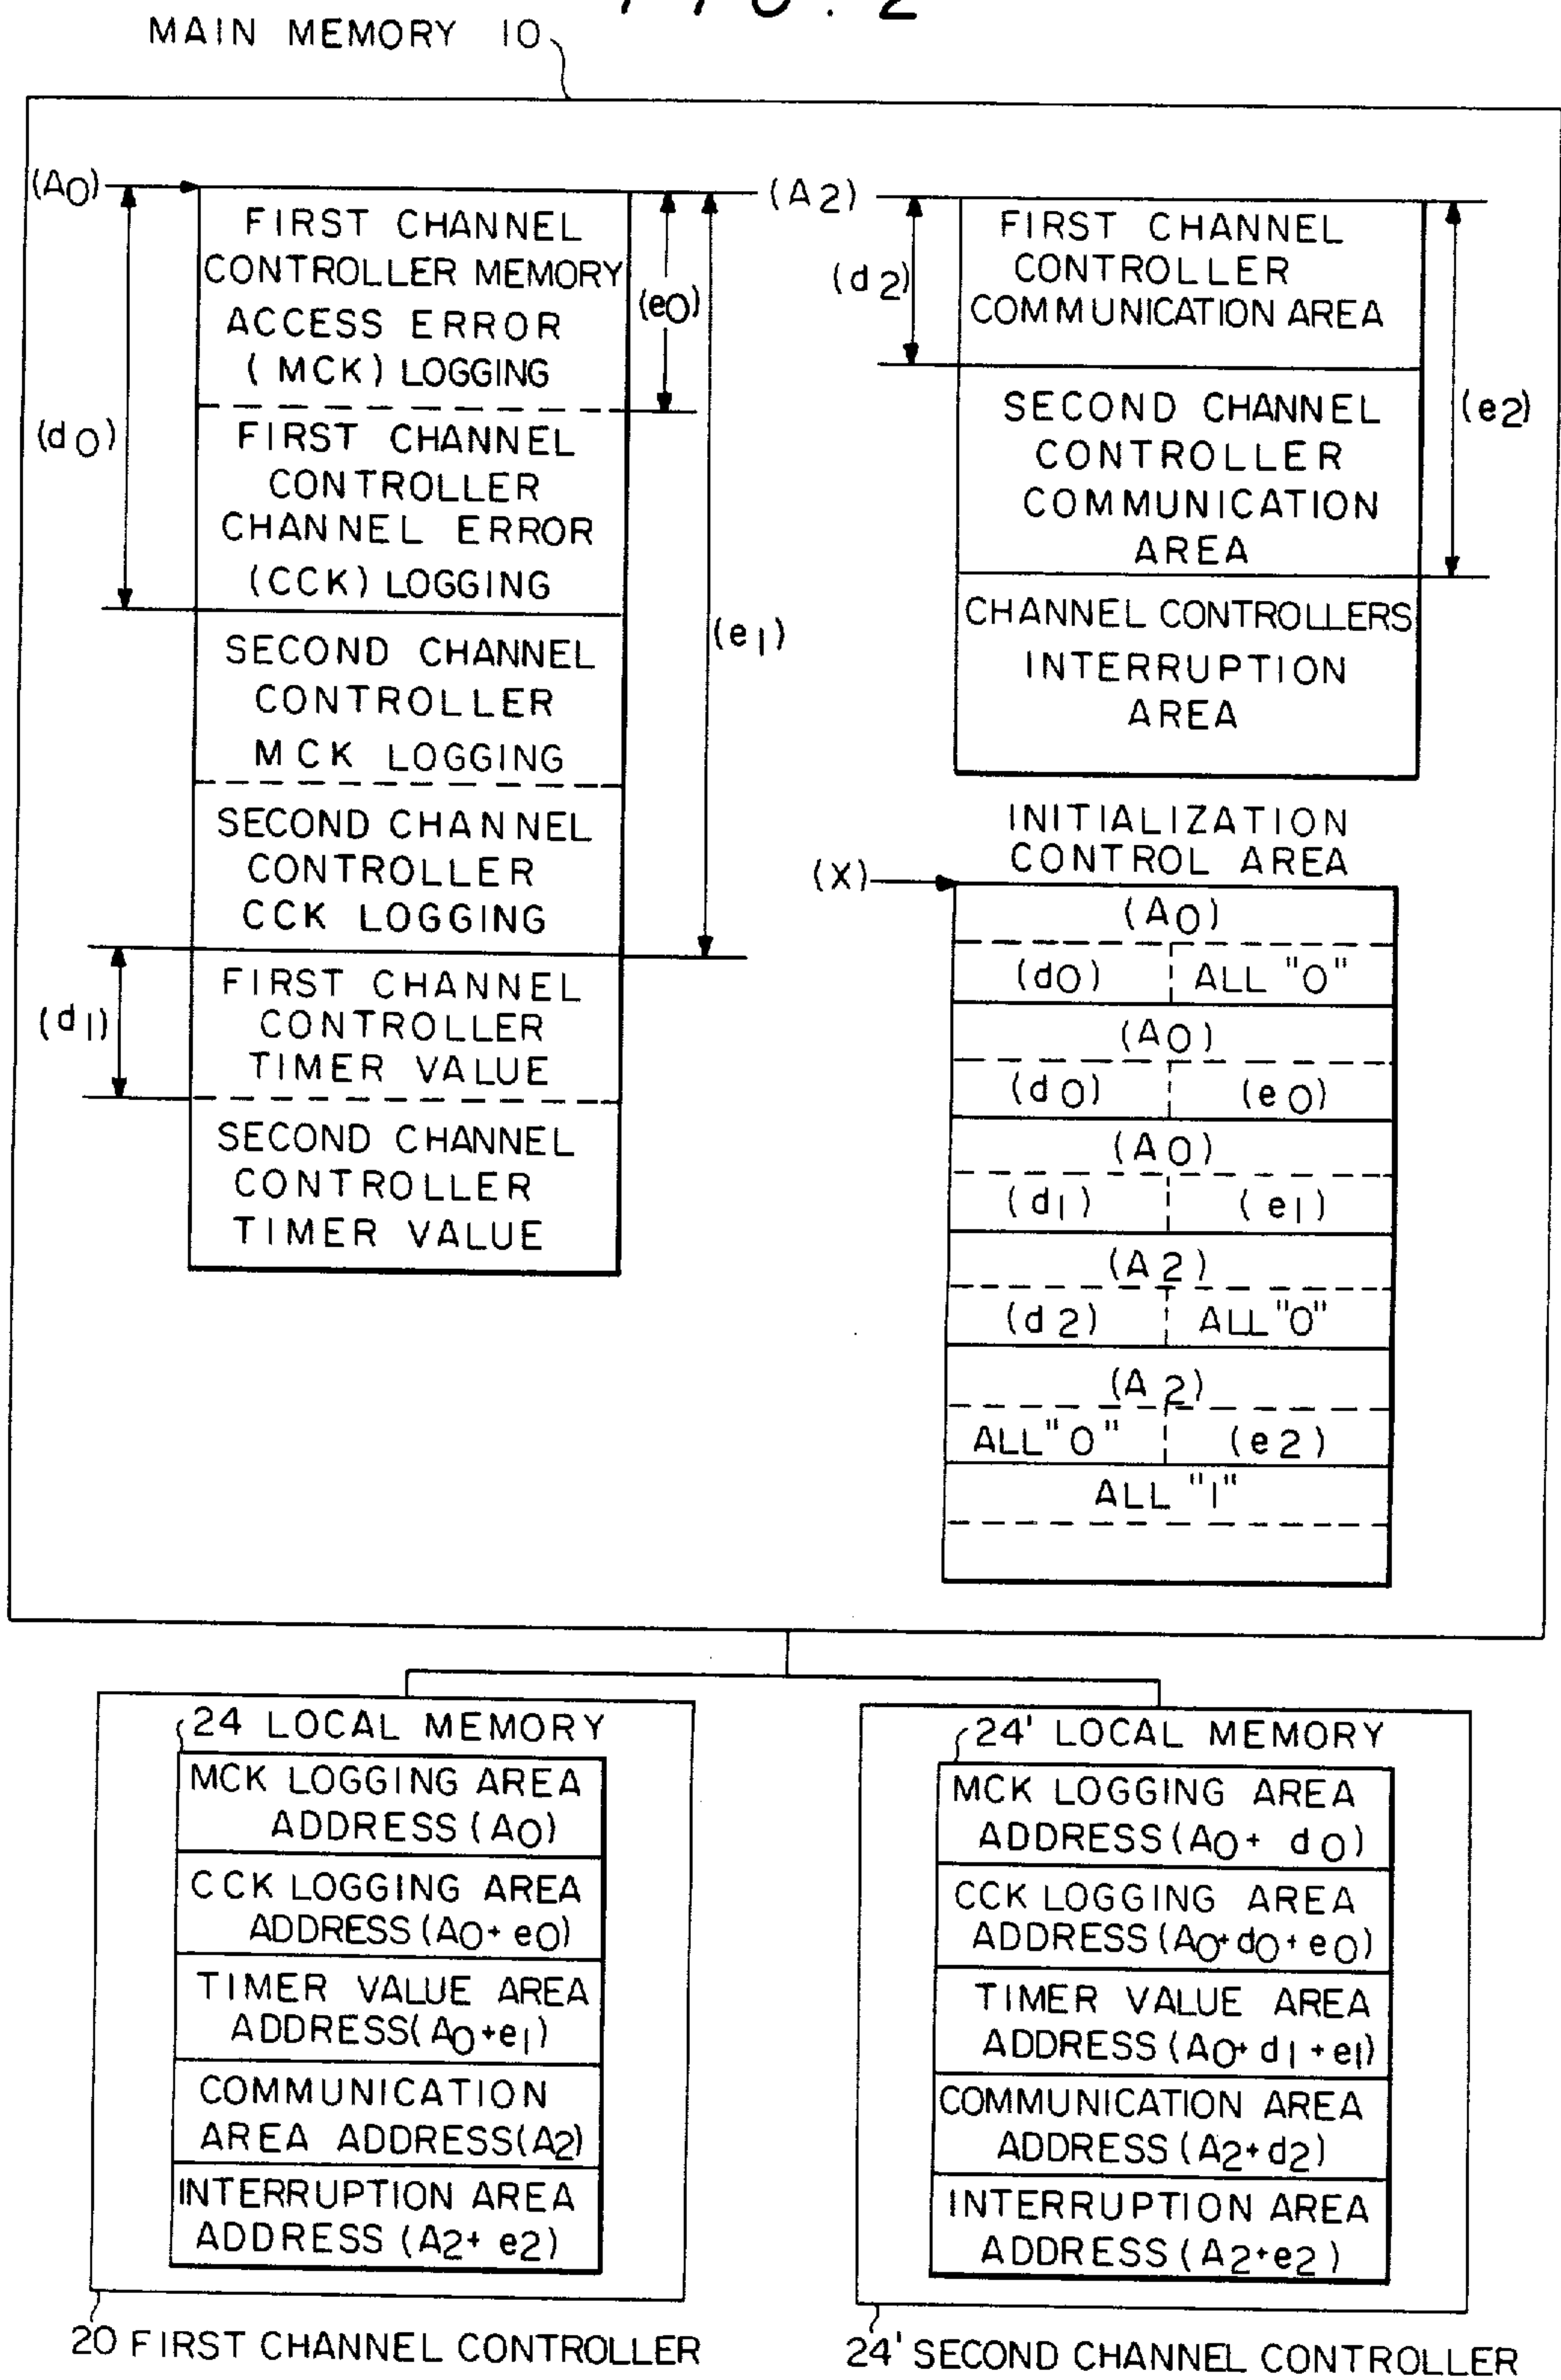 FIG. 2
MAIN MEMORY 10
(A0)
FIRST CHANNEL
CONTROLLER MEMORY
ACCESS ERROR
(MCK) LOGGING
(e0)
(d0)
FIRST CHANNEL
CONTROLLER
CHANNEL ERROR
(CCK) LOGGING
(e1)
SECOND CHANNEL
CONTROLLER
MCK LOGGING
SECOND CHANNEL
CONTROLLER
CCK LOGGING
(d1)
FIRST CHANNEL
CONTROLLER
TIMER VALUE
SECOND CHANNEL
CONTROLLER
TIMER VALUE
(A2)
(d2)
FIRST CHANNEL
CONTROLLER
COMMUNICATION AREA
(e2)
SECOND CHANNEL
CONTROLLER
COMMUNICATION
AREA
CHANNEL CONTROLLERS
INTERRUPTION
AREA
INITIALIZATION
CONTROL AREA
(X)
(A0)
(d0) ALL "0"
(A0)
(d0) (e0)
(A0)
(d1) (e1)
(A2)
(d2) ALL "0"
(A2)
ALL "0" (e2)
ALL "1"
24 LOCAL MEMORY
MCK LOGGING AREA
ADDRESS (A0)
CCK LOGGING AREA
ADDRESS (A0+ e0)
TIMER VALUE AREA
ADDRESS (A0+e1)
COMMUNICATION
AREA ADDRESS (A2)
INTERRUPTION AREA
ADDRESS (A2+ e2)
20 FIRST CHANNEL CONTROLLER
24' LOCAL MEMORY
MCK LOGGING AREA
ADDRESS (A0+ d0)
CCK LOGGING AREA
ADDRESS (A0+d0+e0)
TIMER VALUE AREA
ADDRESS (A0+ d1+e1)
COMMUNICATION AREA
ADDRESS (A2+d2)
INTERRUPTION AREA
ADDRESS (A2+e2)
24' SECOND CHANNEL CONTROLLER